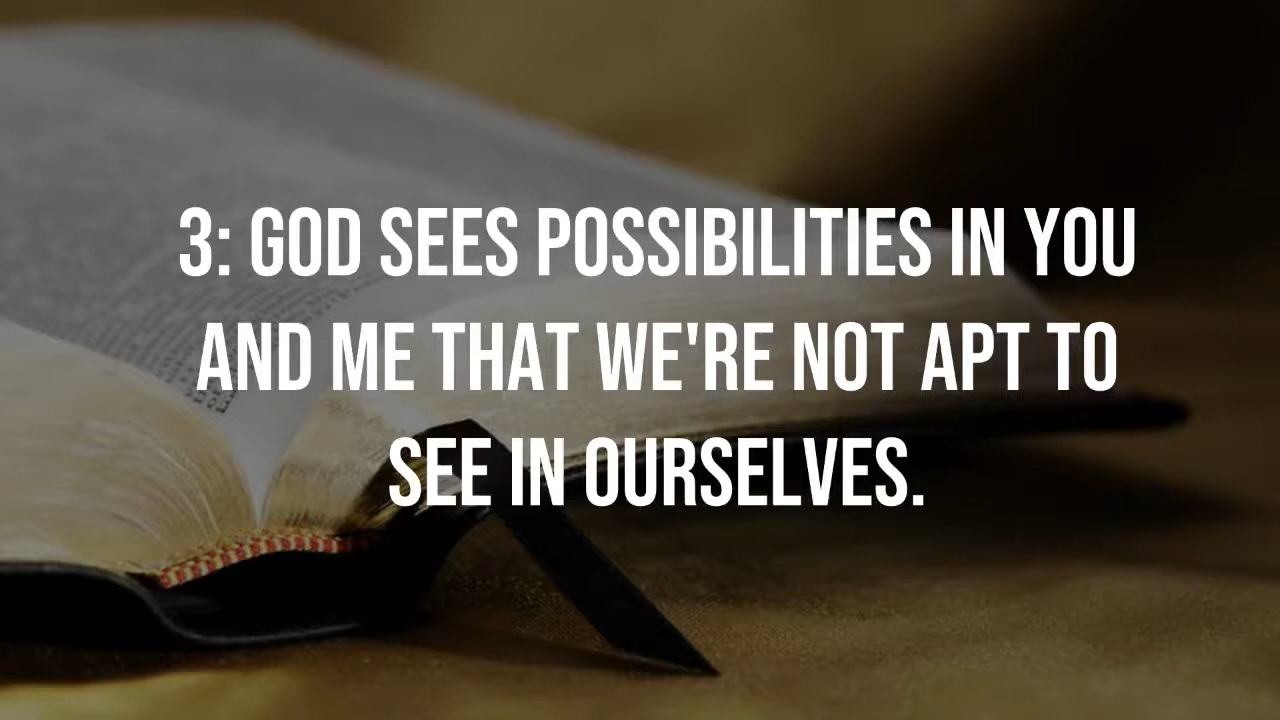 3: GOD SEES POSSIBILITIES IN YOU
AND ME THAT WE'RE NOT APT TO
SEE IN OURSELVES.